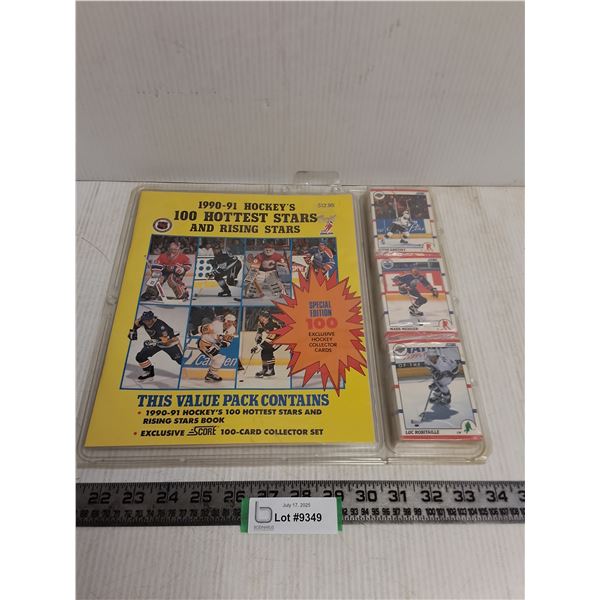 1990-91 HOCKEY'S
$12.95
100 HOTTEST STARS
AND RISING STARS
SPECIAL
EDITION
100
EXCLUSIVE
HOCKEY
COLLECTOR
CARDS
THIS VALUE PACK CONTAINS
• 1990-91 HOCKEY'S 100 HOTTEST STARS AND
RISING STARS BOOK
• EXCLUSIVE SCORE 100-CARD COLLECTOR SET
MARK MESSIER
LUC ROBITAILLE
22 23 24 25 26 27 28 29 30 31 32 33 34
July 17, 2025
Lot #9349